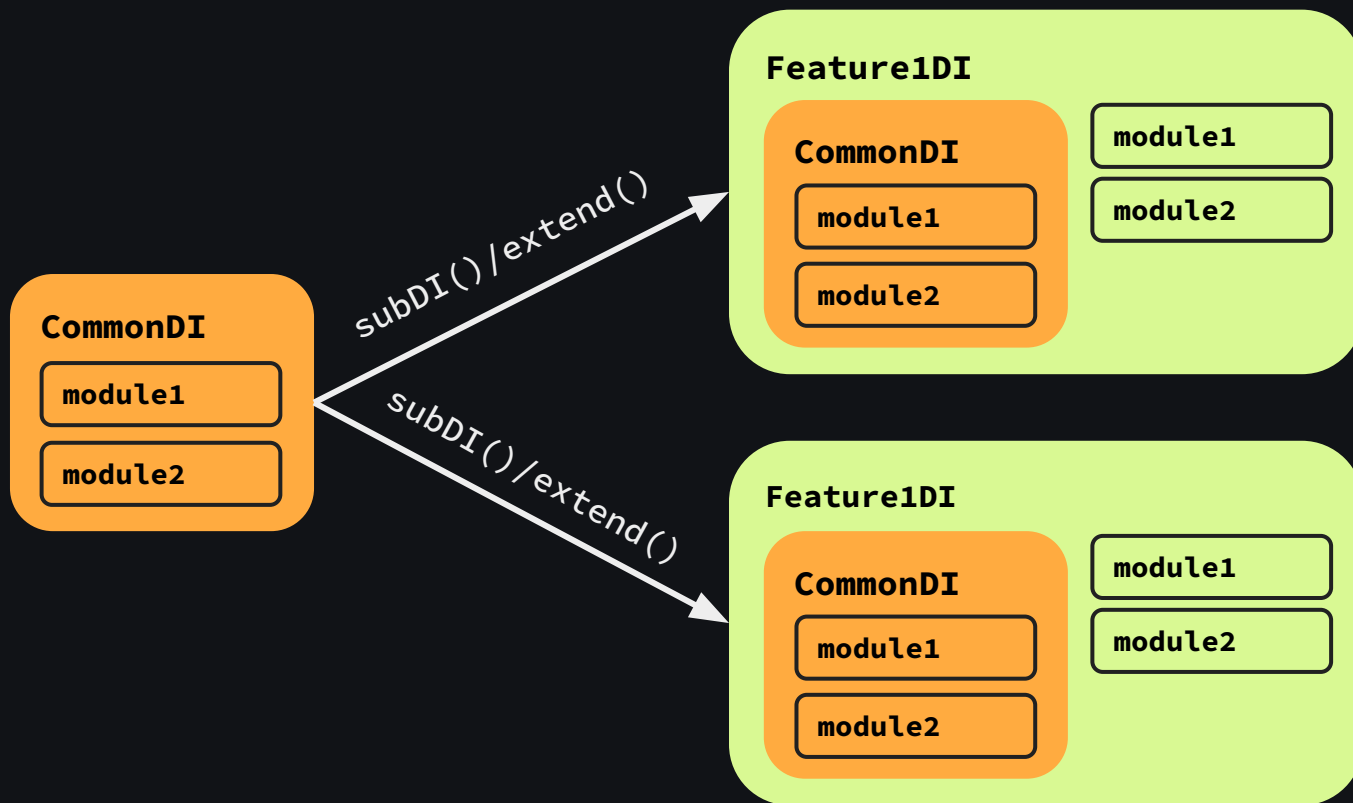 CommonDI
module1
module2
subDI()/extend()
subDI()/extend()
Feature1DI
CommonDI
module1
module2
module1
module2
Feature1DI
CommonDI
module1
module2
module1
module2